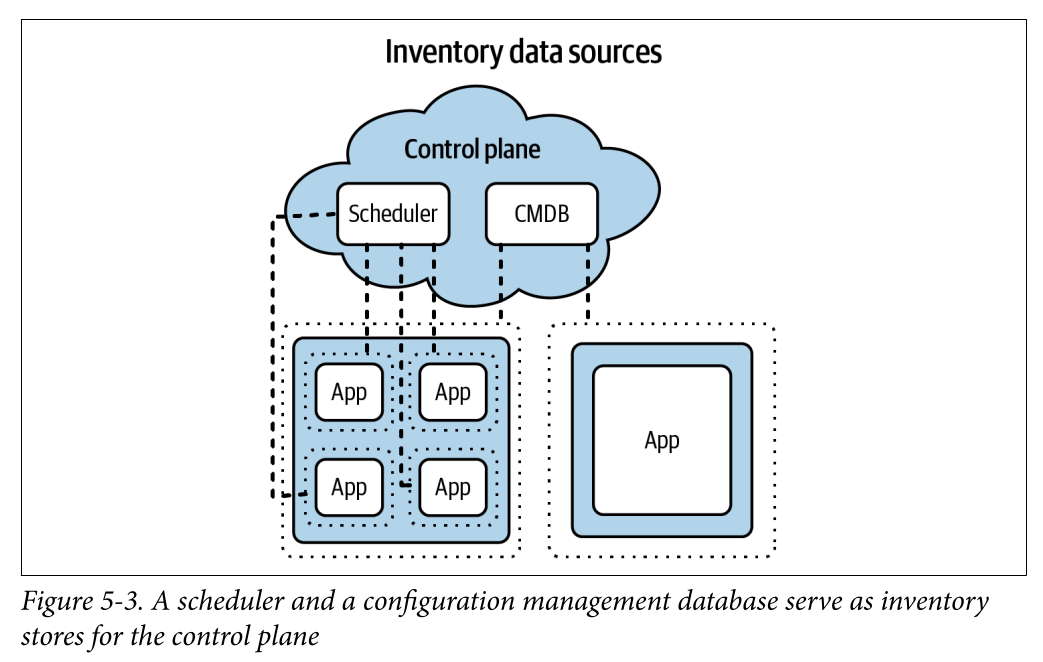 Inventory data sources
Control plane
Scheduler
CMDB
App
App
App
App
App
Figure 5-3. A scheduler and a configuration management database serve as inventory
stores for the control plane